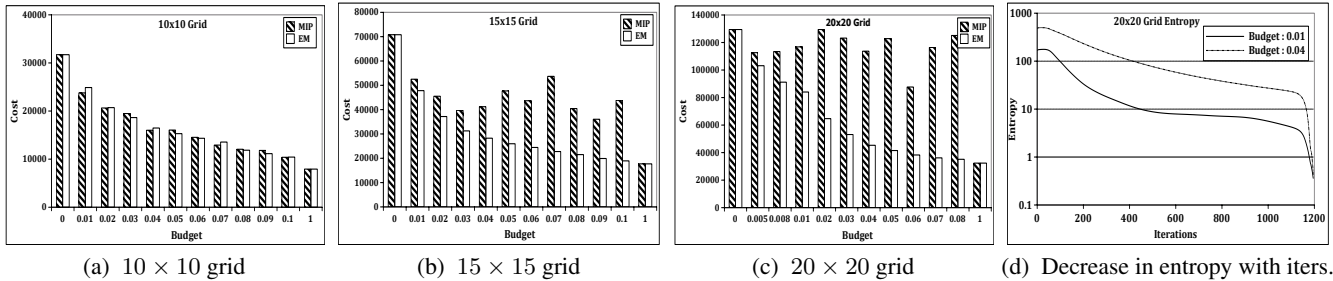 10x10 Grid
MIP
EM
40000
30000
20000
10000
0
Cost
0 0.01 0.02 0.03 0.04 0.05 0.06 0.07 0.08 0.09 0.1 1
Budget
(a) 10 × 10 grid
15x15 Grid
MIP
EM
80000
70000
60000
50000
40000
30000
20000
10000
0
Cost
0 0.01 0.02 0.03 0.04 0.05 0.06 0.07 0.08 0.09 0.1 1
Budget
(b) 15 × 15 grid
20x20 Grid
MIP
EM
140000
120000
100000
80000
60000
40000
20000
0
Cost
0 0.005 0.008 0.01 0.02 0.03 0.04 0.05 0.06 0.07 0.08 1
Budget
(c) 20 × 20 grid
20x20 Grid Entropy
Budget : 0.01
Budget : 0.04
1000
100
10
1
0.1
Entropy
0 200 400 600 800 1000 1200
Iterations
(d) Decrease in entropy with iters.